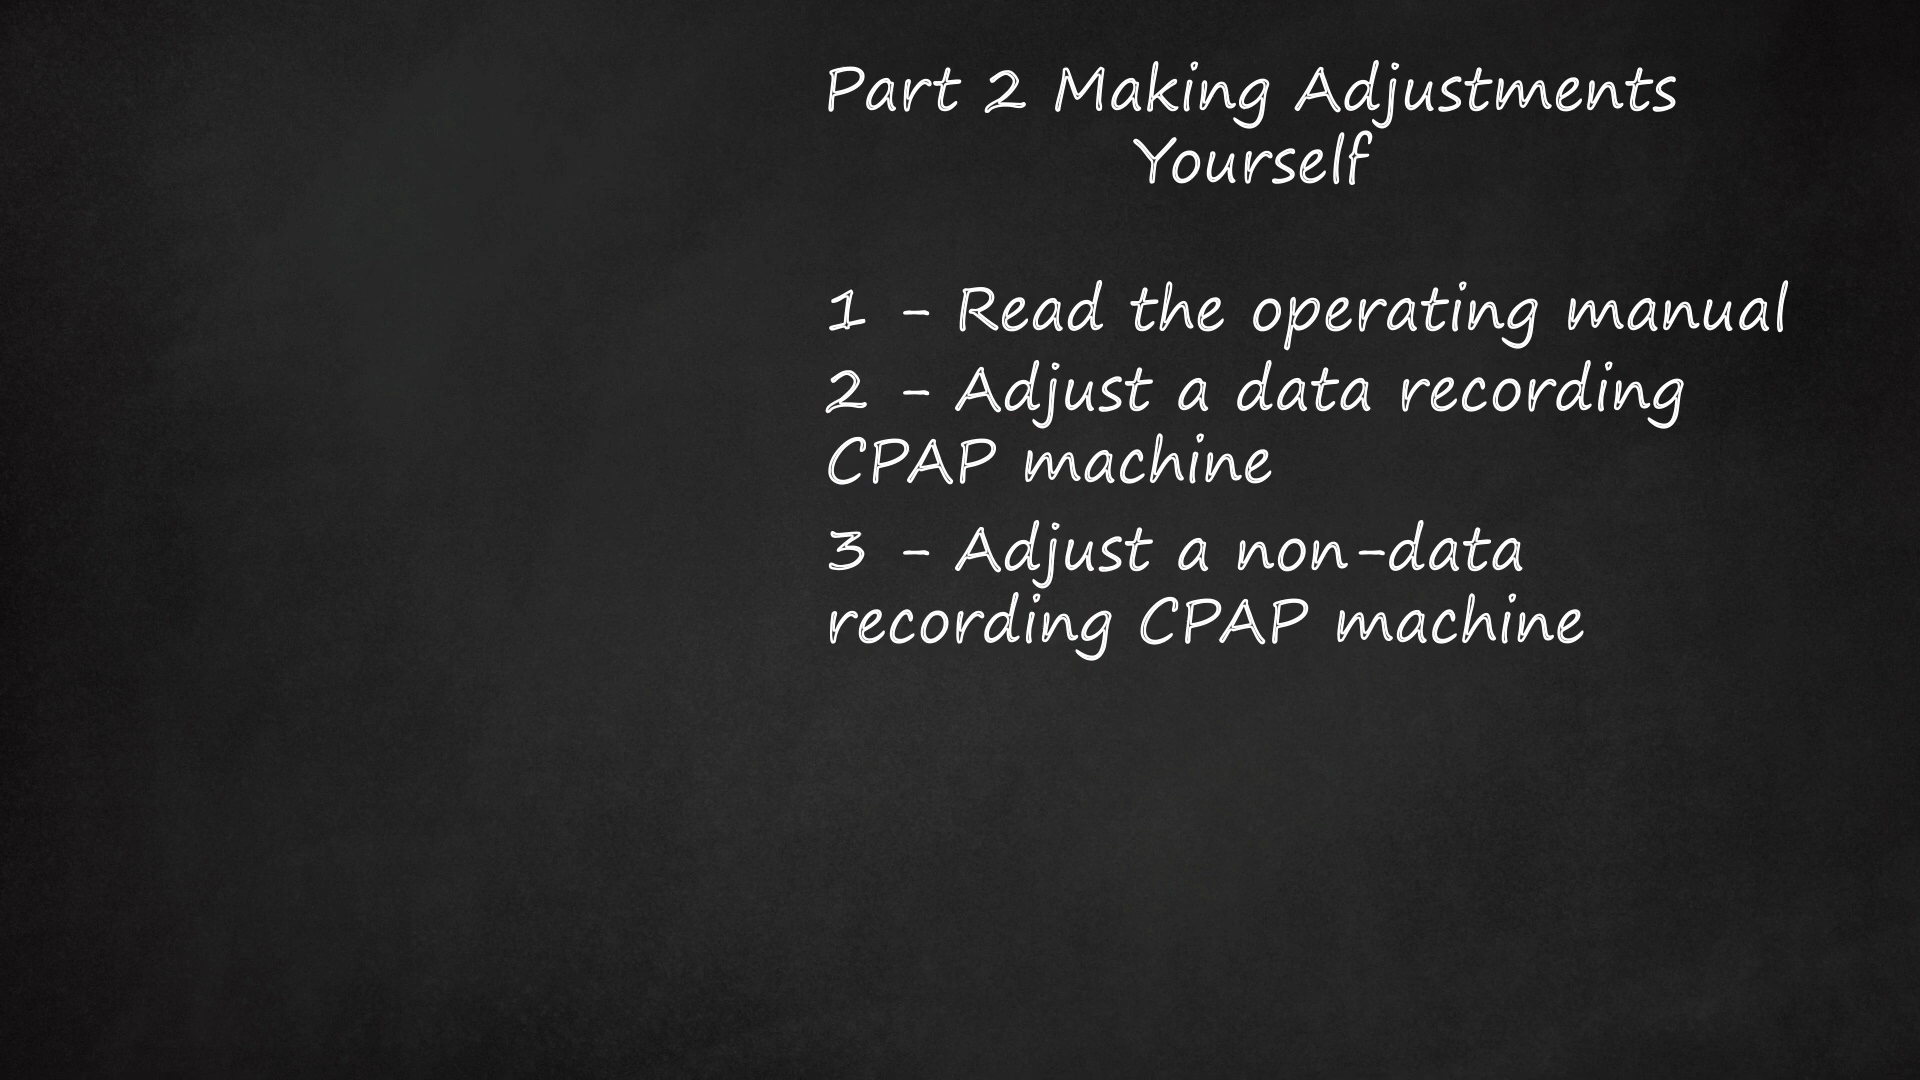 Part 2 Making Adjustments
Yourself
1 - Read the operating manual
2 - Adjust a data recording
CPAP machine
3 - Adjust a non-data
recording CPAP machine